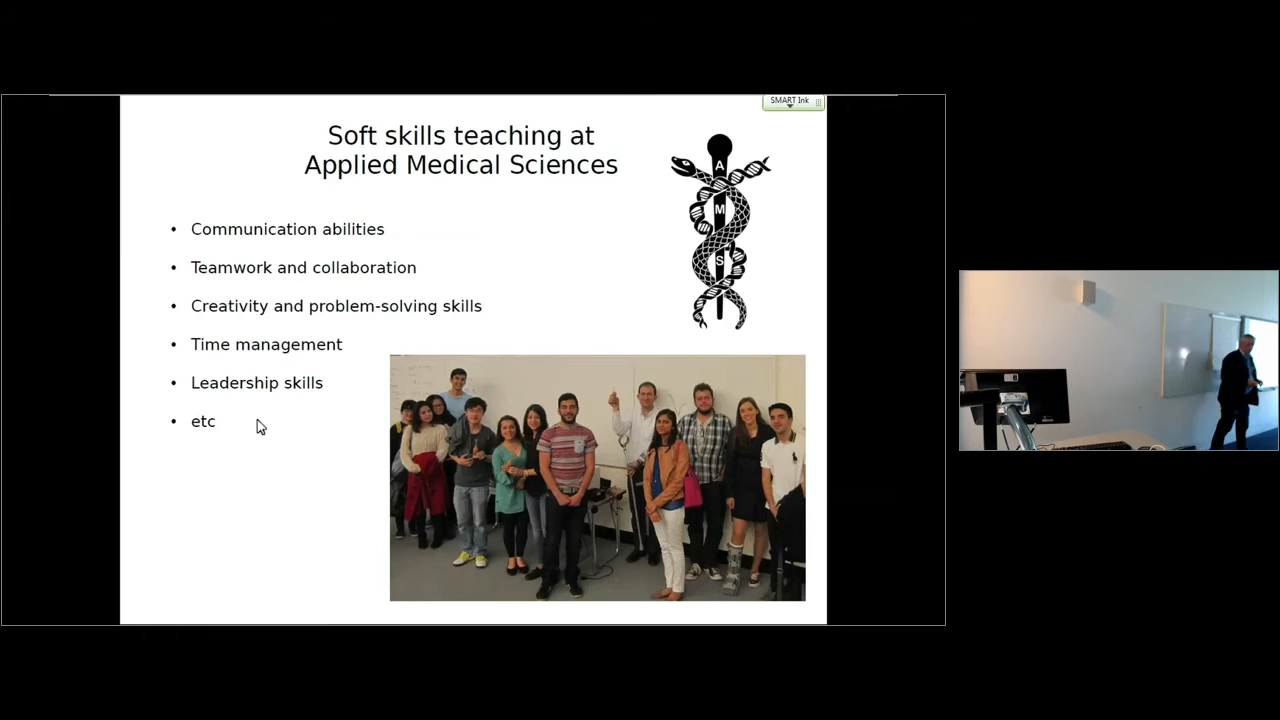 SMART Ink
Soft skills teaching at
Applied Medical Sciences
A
M
S
• Communication abilities
• Teamwork and collaboration
• Creativity and problem-solving skills
• Time management
• Leadership skills
• etc